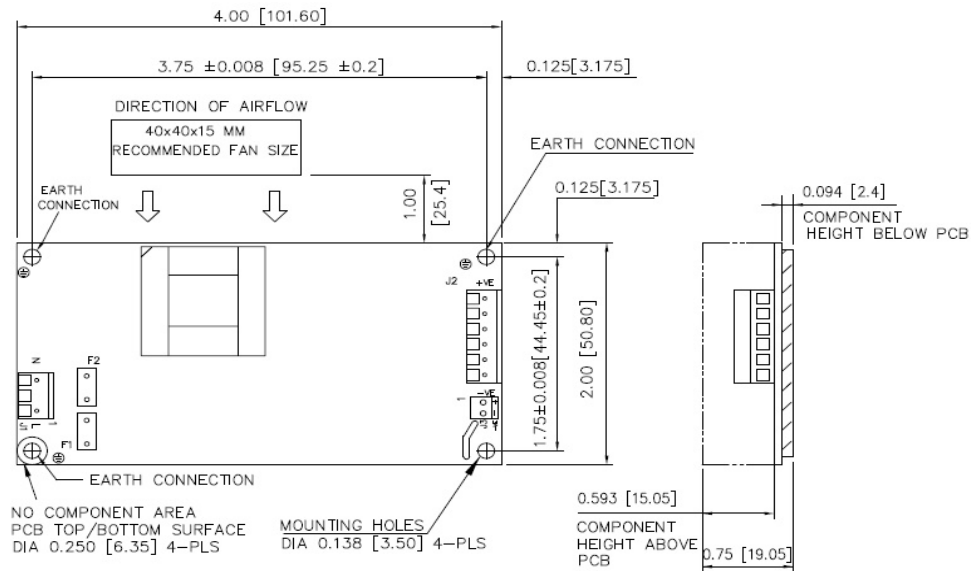 4.00 [101.60]
3.75 ±0.008 [95.25 ±0.2]
0.125[3.175]
DIRECTION OF AIRFLOW
40x40x15 MM
RECOMMENDED FAN SIZE
EARTH CONNECTION
EARTH
CONNECTION
1.00
[25.4]
0.125[3.175]
0.094 [2.4]
COMPONENT
HEIGHT BELOW PCB
J2
+VE
1.75±0.008[44.45±0.2]
2.00 [50.80]
N
F2
J1
L
1
F1
-VE
1
J3
+
-
EARTH CONNECTION
NO COMPONENT AREA
PCB TOP/BOTTOM SURFACE
DIA 0.250 [6.35] 4-PLS
MOUNTING HOLES
DIA 0.138 [3.50] 4-PLS
0.593 [15.05]
COMPONENT
HEIGHT ABOVE
PCB
0.75 [19.05]